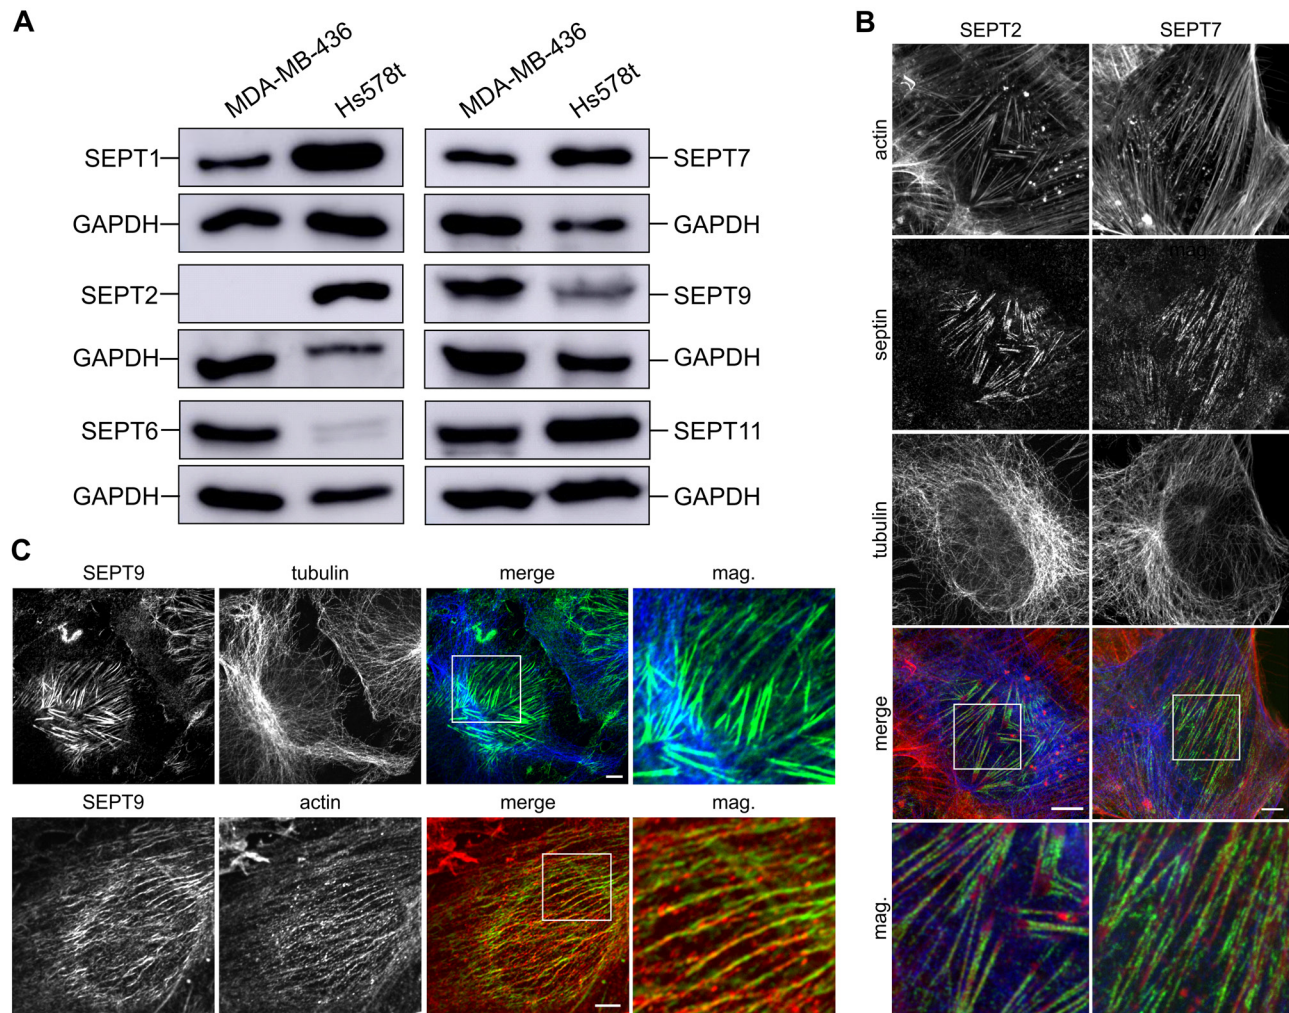 A
MDA-MB-436
Hs578t
MDA-MB-436
Hs578t
SEPT1
SEPT7
GAPDH
GAPDH
SEPT2
SEPT9
GAPDH
GAPDH
SEPT6
SEPT11
GAPDH
GAPDH
B
SEPT2
SEPT7
actin
mag.
septin
tubulin
merge
mag.
C
SEPT9
tubulin
merge
mag.
SEPT9
actin
merge
mag.